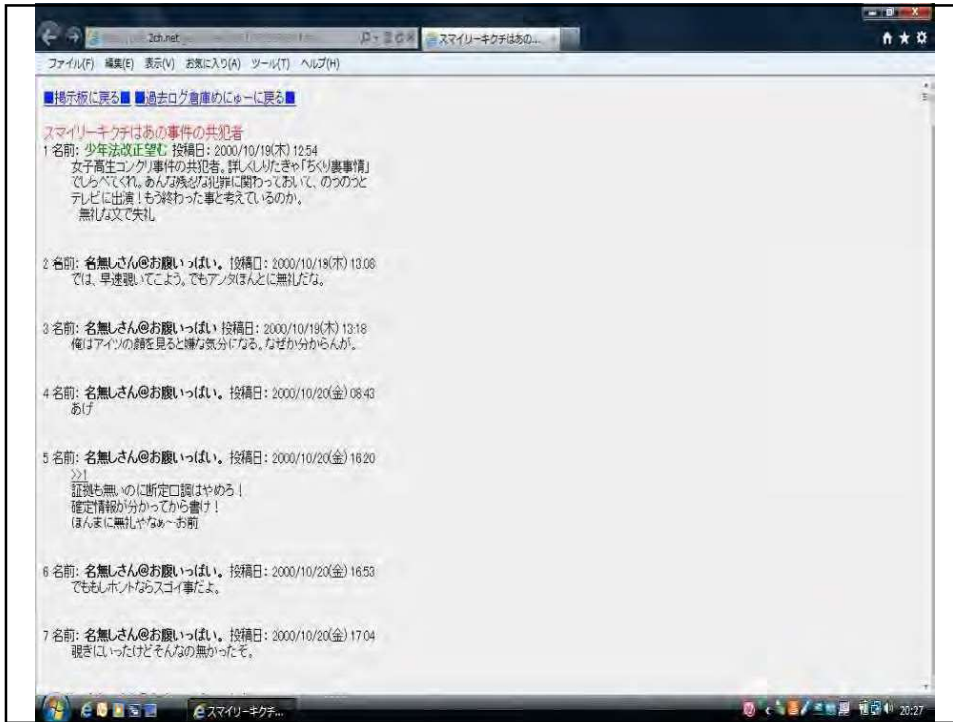 2ch.net
スマイリーキクチはあの...
ファイル(F) 編集(E) 表示(V) お気に入り(A) ツール(T) ヘルプ(H)
■掲示板に戻る■ ■過去ログ倉庫めにゅーに戻る■
スマイリーキクチはあの事件の共犯者
1 名前: 少年法改正望む 投稿日: 2000/10/19(木) 12:54
女子高生コンクリ事件の共犯者。詳しくしりたきゃ「ちくり裏事情」
でしらべてくれ。あんな残忍な犯罪に関わっておいて、のうのうと
テレビに出演！もう終わった事と考えているのか。
無礼な文で失礼
2 名前: 名無しさん@お腹いっぱい。 投稿日: 2000/10/19(木) 13:08
では、早速覗いてこよう。でもアンタほんとに無礼だな。
3 名前: 名無しさん@お腹いっぱい 投稿日: 2000/10/19(木) 13:18
俺はアイツの顔を見ると嫌な気分になる。なぜか分からんが。
4 名前: 名無しさん@お腹いっぱい。 投稿日: 2000/10/20(金) 08:43
あげ
5 名前: 名無しさん@お腹いっぱい。 投稿日: 2000/10/20(金) 16:20
>>1
証拠も無いのに断定口調はやめろ！
確定情報が分かってから書け！
ほんまに無礼やなぁ～お前
6 名前: 名無しさん@お腹いっぱい。 投稿日: 2000/10/20(金) 16:53
でももしホントならスゴイ事だよ。
7 名前: 名無しさん@お腹いっぱい。 投稿日: 2000/10/20(金) 17:04
覗きにいったけどそんなの無かったぞ。
スマイリーキクチ...
20:27